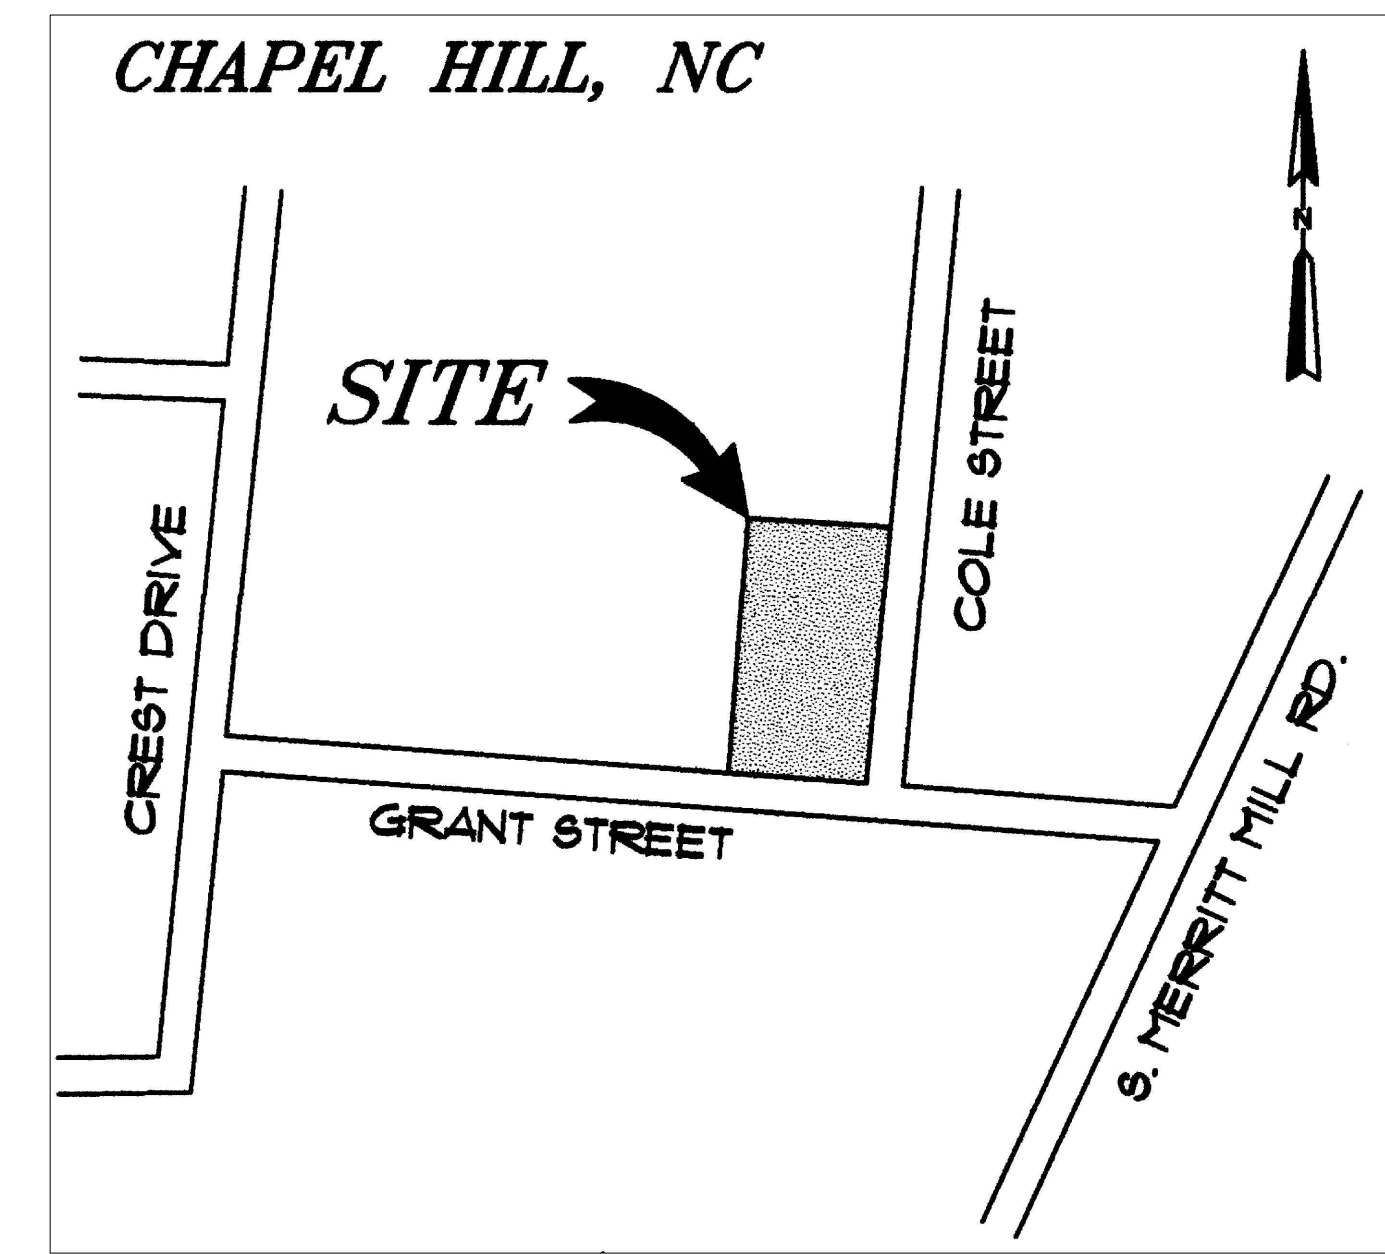 CHAPEL HILL, NC
N
SITE
COLE STREET
CREST DRIVE
GRANT STREET
S. MERRITT MILL RD.